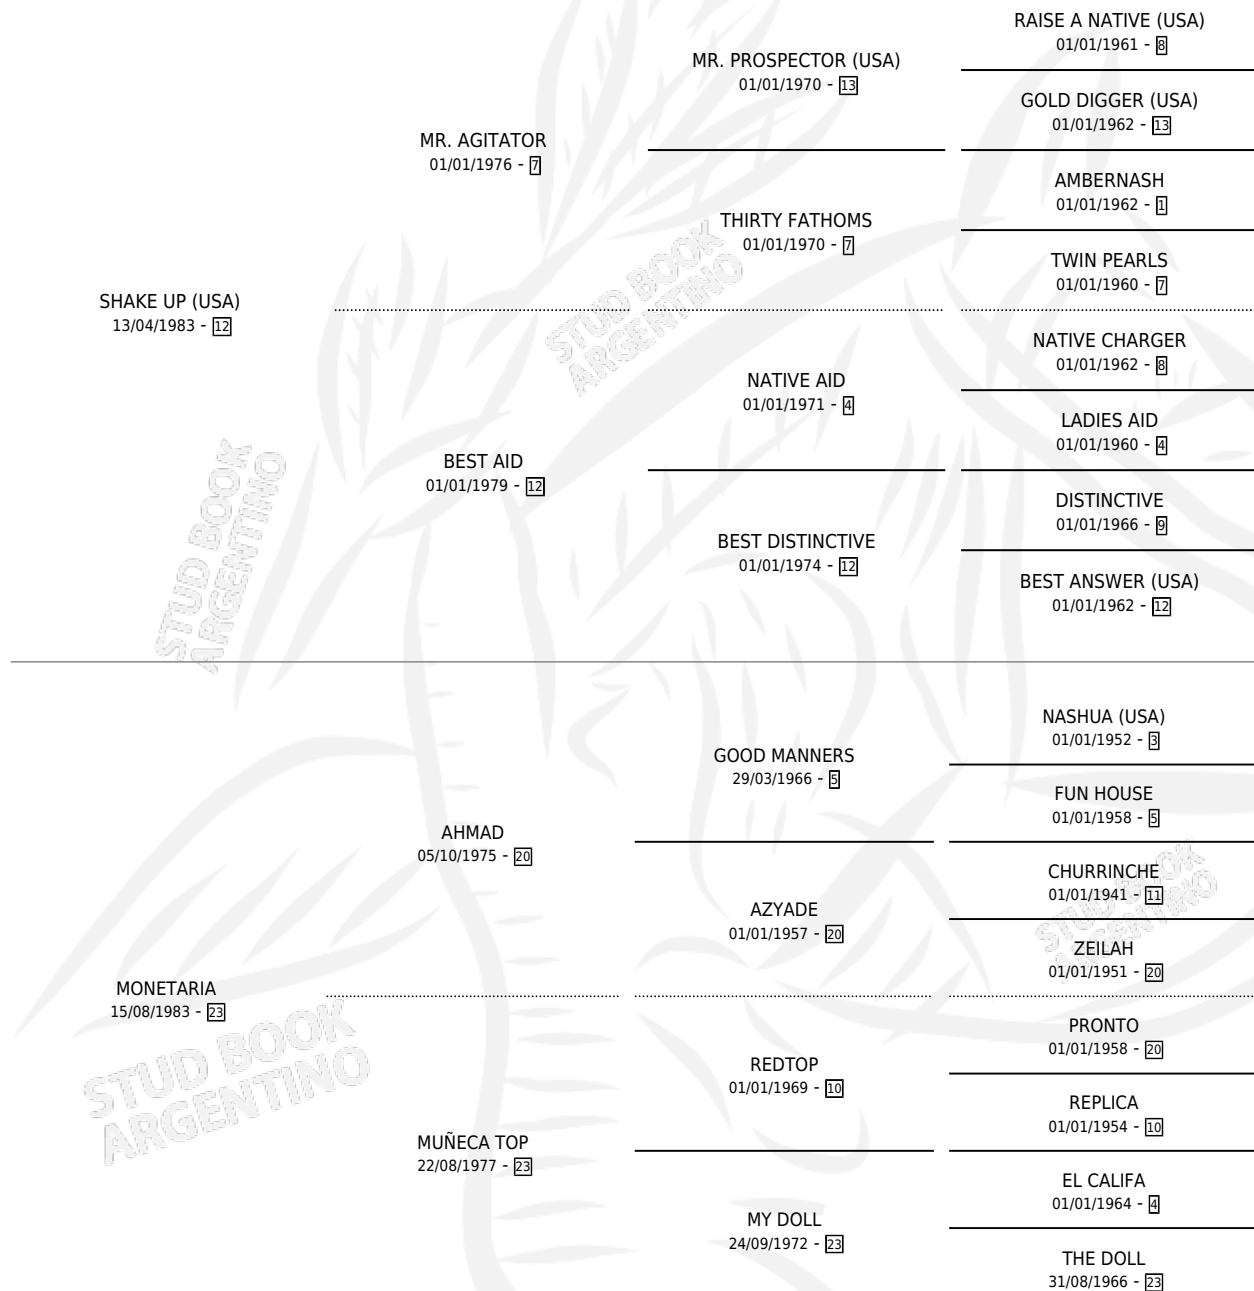 RAISE A NATIVE (USA)
01/01/1961 - 8
MR. PROSPECTOR (USA)
01/01/1970 - 13
GOLD DIGGER (USA)
01/01/1962 - 13
MR. AGITATOR
01/01/1976 - 7
AMBERNASH
01/01/1962 - 1
THIRTY FATHOMS
01/01/1970 - 7
TWIN PEARLS
01/01/1960 - 7
SHAKE UP (USA)
13/04/1983 - 12
STUD BOOK
ARGENTINO
NATIVE CHARGER
01/01/1962 - 8
NATIVE AID
01/01/1971 - 4
LADIES AID
01/01/1960 - 4
BEST AID
01/01/1979 - 12
DISTINCTIVE
01/01/1966 - 9
BEST DISTINCTIVE
01/01/1974 - 12
BEST ANSWER (USA)
01/01/1962 - 12
STUD BOOK
ARGENTINO
NASHUA (USA)
01/01/1952 - 3
GOOD MANNERS
29/03/1966 - 5
FUN HOUSE
01/01/1958 - 5
AHMAD
05/10/1975 - 20
CHURRINCHE
01/01/1941 - 11
AZYADE
01/01/1957 - 20
STUD BOOK
ARGENTINO
ZEILAH
01/01/1951 - 20
MONETARIA
15/08/1983 - 23
STUD BOOK
ARGENTINO
PRONTO
01/01/1958 - 20
REDTOP
01/01/1969 - 10
REPLICA
01/01/1954 - 10
MUÑECA TOP
22/08/1977 - 23
EL CALIFA
01/01/1964 - 4
MY DOLL
24/09/1972 - 23
THE DOLL
31/08/1966 - 23